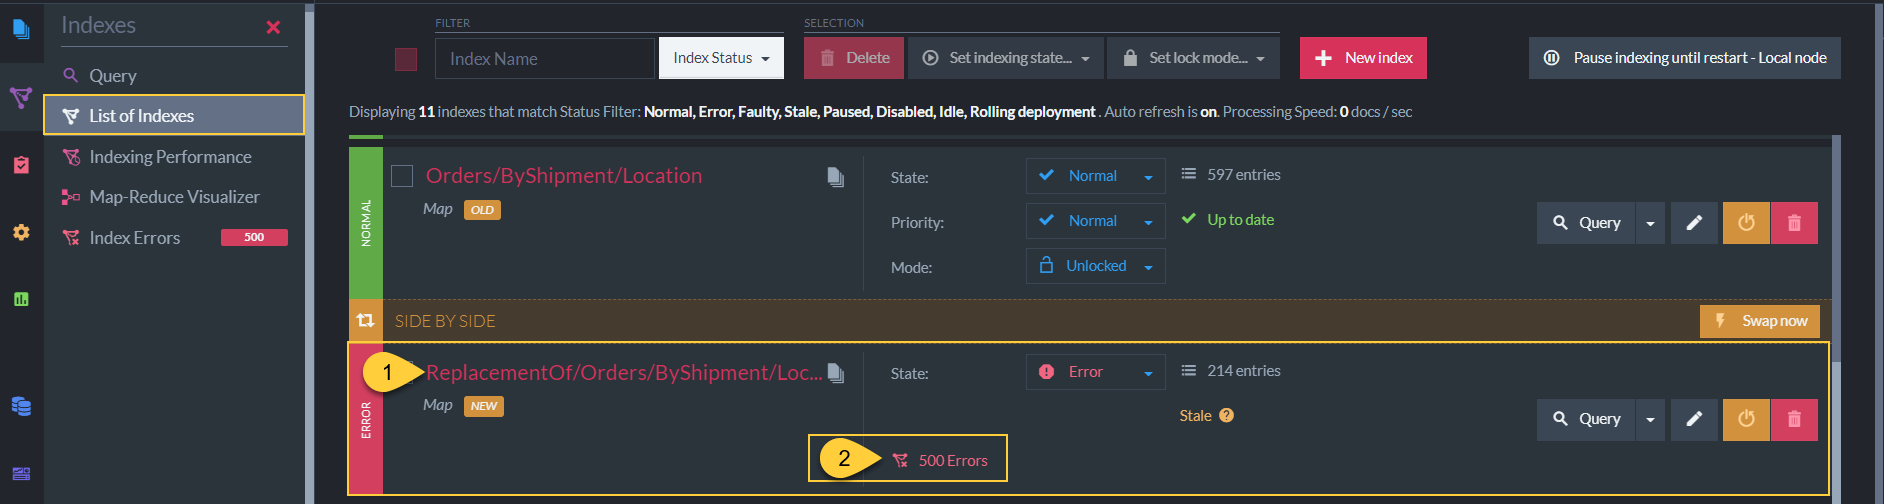 Indexes
Query
List of Indexes
Indexing Performance
Map-Reduce Visualizer
Index Errors 500
FILTER
Index Name Index Status
SELECTION
Delete Set indexing state... Set lock mode...
New index
Pause indexing until restart - Local node
Displaying 11 indexes that match Status Filter: Normal, Error, Faulty, Stale, Paused, Disabled, Idle, Rolling deployment . Auto refresh is on. Processing Speed: 0 docs / sec
NORMAL
Orders/ByShipment/Location
Map OLD
State: Normal 597 entries
Priority: Normal Up to date
Mode: Unlocked
Query
SIDE BY SIDE Swap now
ERROR
1 ReplacementOf/Orders/ByShipment/Loc...
Map NEW
State: Error 214 entries
Stale ?
Query
2 500 Errors